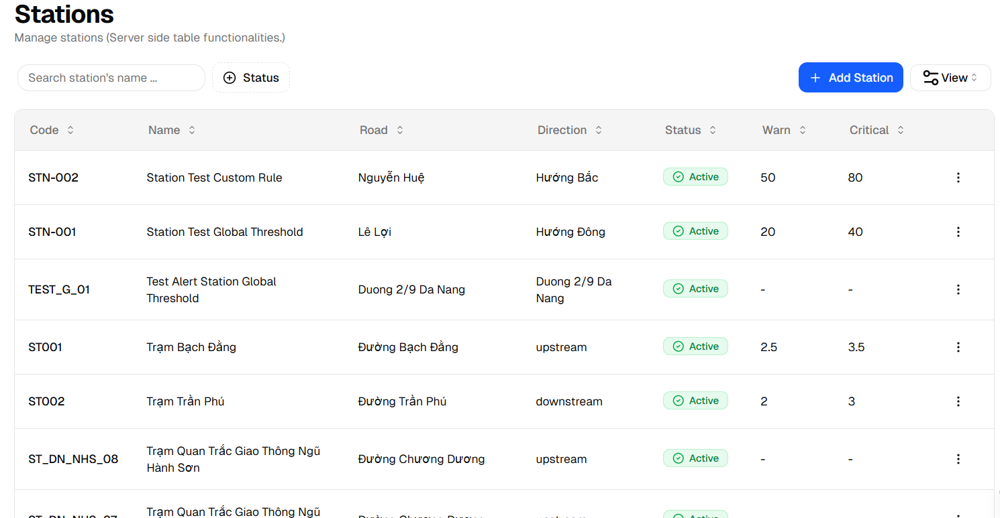 Stations
Manage stations (Server side table functionalities.)
Search station's name ...
Status
Add Station
View
Code Name Road Direction Status Warn Critical
STN-002 Station Test Custom Rule Nguyễn Huệ Hướng Bắc Active 50 80
STN-001 Station Test Global Threshold Lê Lợi Hướng Đông Active 20 40
TEST_G_01 Test Alert Station Global Threshold Duong 2/9 Da Nang Duong 2/9 Da Nang Active - -
ST001 Trạm Bạch Đằng Đường Bạch Đằng upstream Active 2.5 3.5
ST002 Trạm Trần Phú Đường Trần Phú downstream Active 2 3
ST_DN_NHS_08 Trạm Quan Trắc Giao Thông Ngũ Hành Sơn Đường Chương Dương upstream Active - -
Trạm Quan Trắc Giao Thông Ngũ